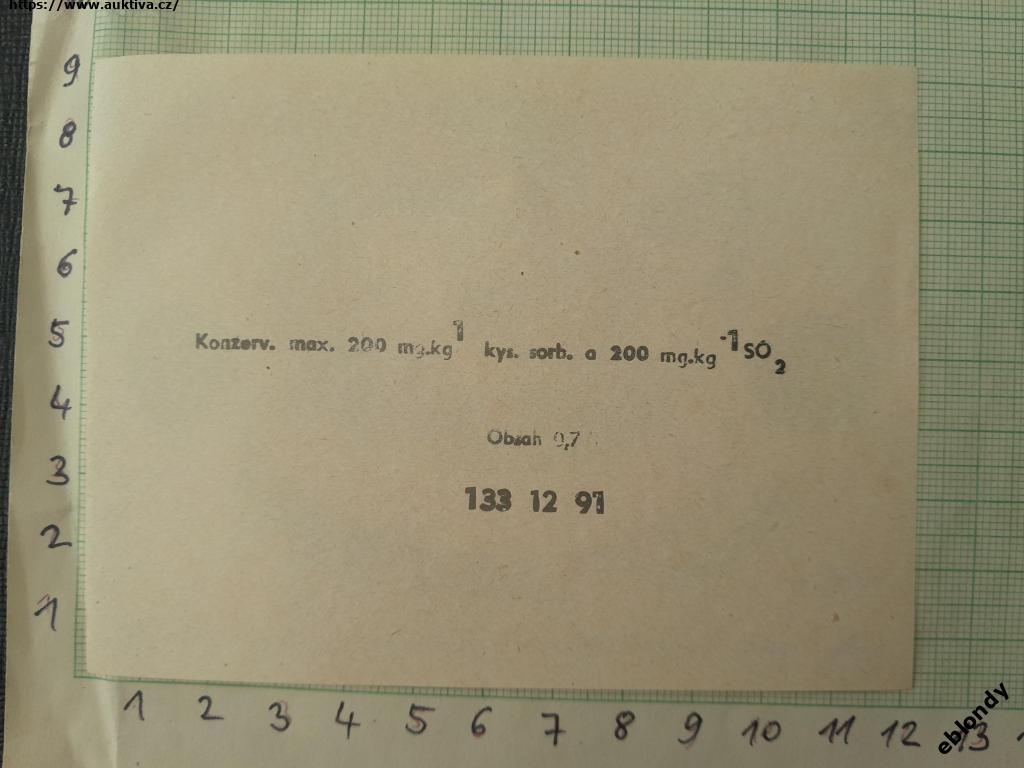 https://www.auktiva.cz/
9
8
7
6
5
4
3
2
1
Konzerv. max. 200 mg.kg¹ kys. sorb. a 200 mg.kg⁻¹ SO₂
Obsah 0,7
133 12 91
1 2 3 4 5 6 7 8 9 10 11 12 13
eblondy